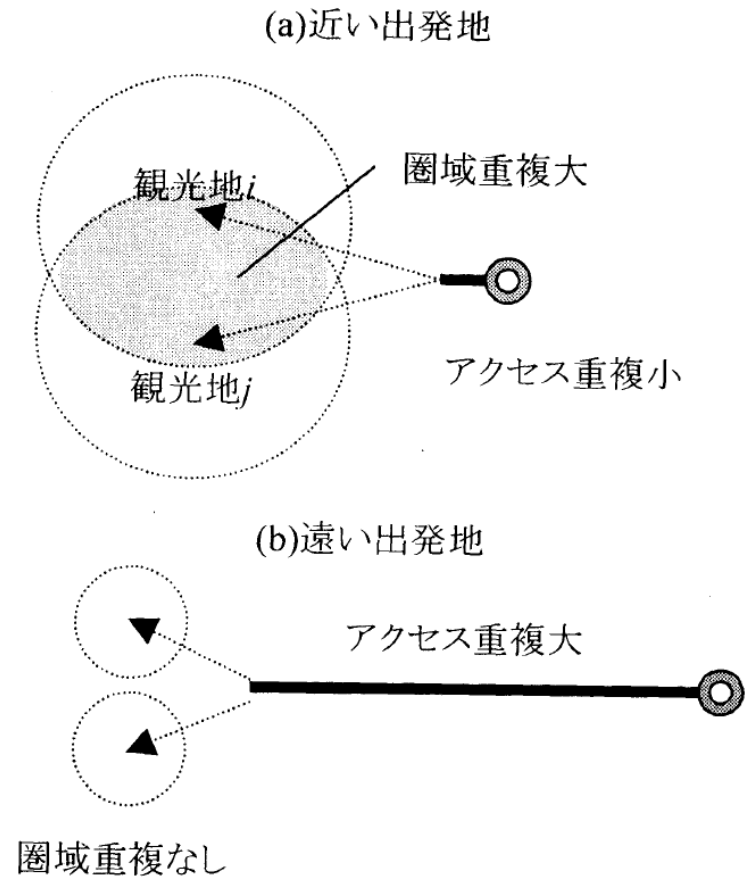 (a)近い出発地
観光地i
圏域重複大
アクセス重複小
観光地j
(b)遠い出発地
アクセス重複大
圏域重複なし